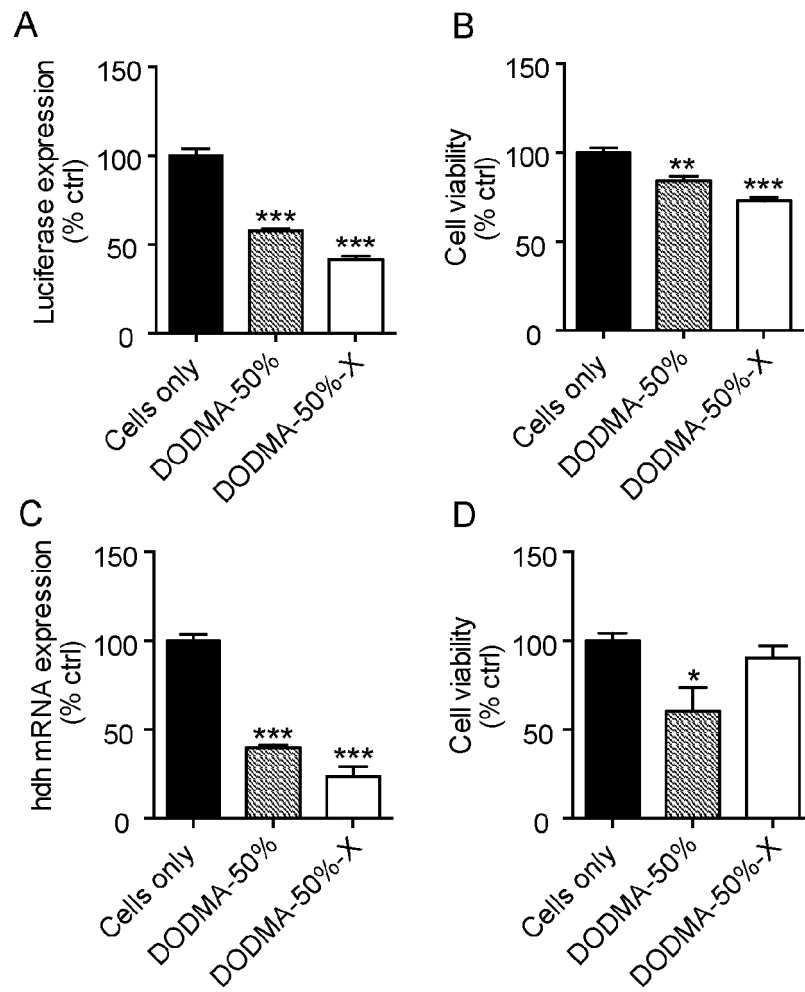 A
Luciferase expression
(% ctrl)
150
100
50
0
***
***
Cells only
DODMA-50%
DODMA-50%-X
B
Cell viability
(% ctrl)
150
100
50
0
**
***
Cells only
DODMA-50%
DODMA-50%-X
C
hdh mRNA expression
(% ctrl)
150
100
50
0
***
***
Cells only
DODMA-50%
DODMA-50%-X
D
Cell viability
(% ctrl)
150
100
50
0
*
Cells only
DODMA-50%
DODMA-50%-X